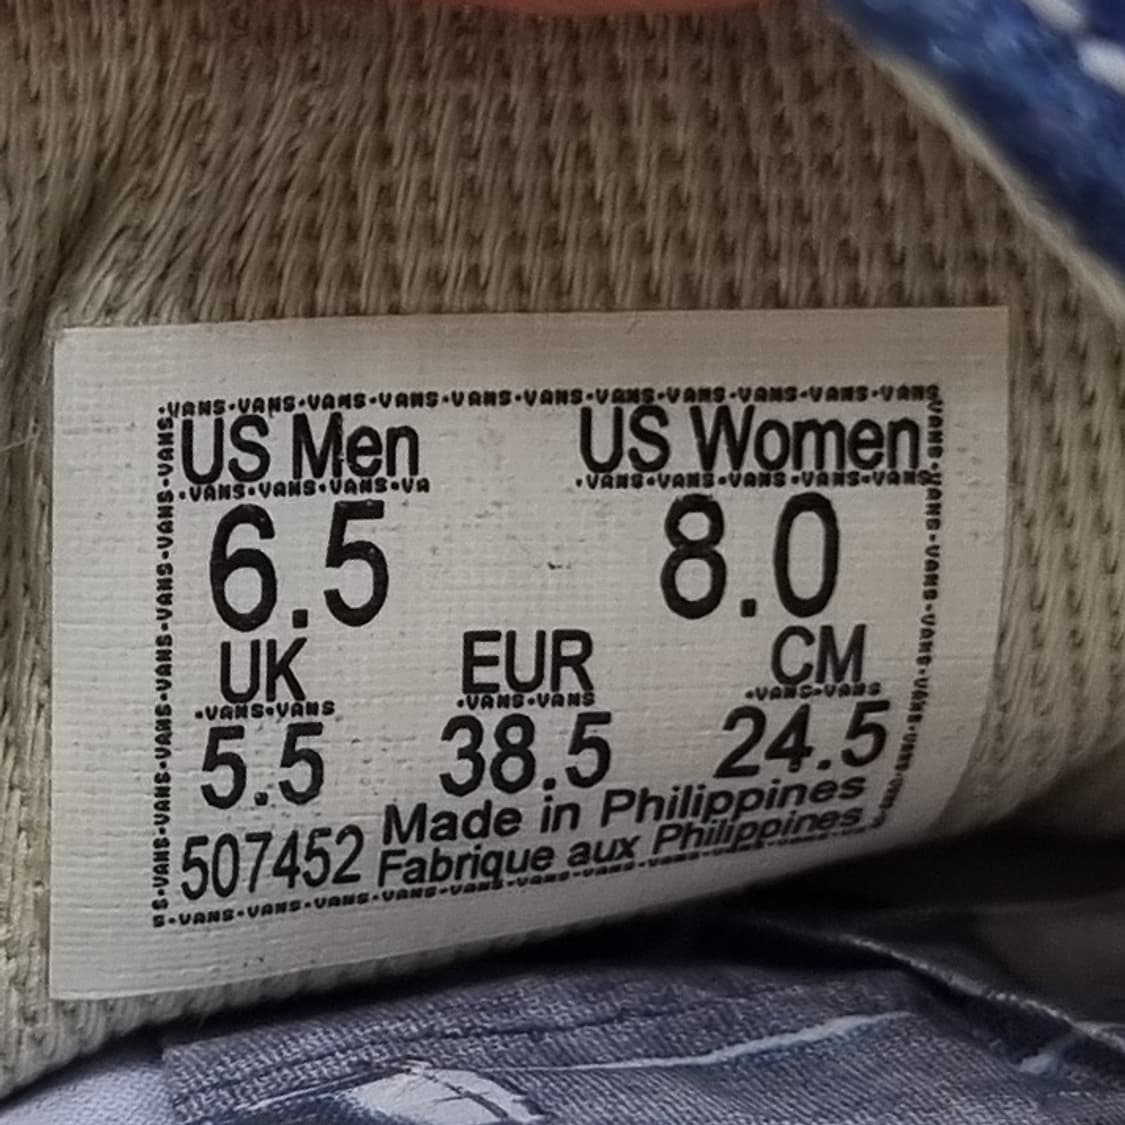 ·VANS·VANS·VANS·VANS·VANS·VANS·VANS·VANS·VANS·VANS·VANS
US Men US Women
·VANS·VANS·VANS·VA ·VANS·VANS·VANS·VANS·VANS
6.5 8.0
UK EUR CM
·VANS·VANS ·VANS·VANS ·VANS·VANS
5.5 38.5 24.5
507452 Made in Philippines
Fabrique aux Philippines